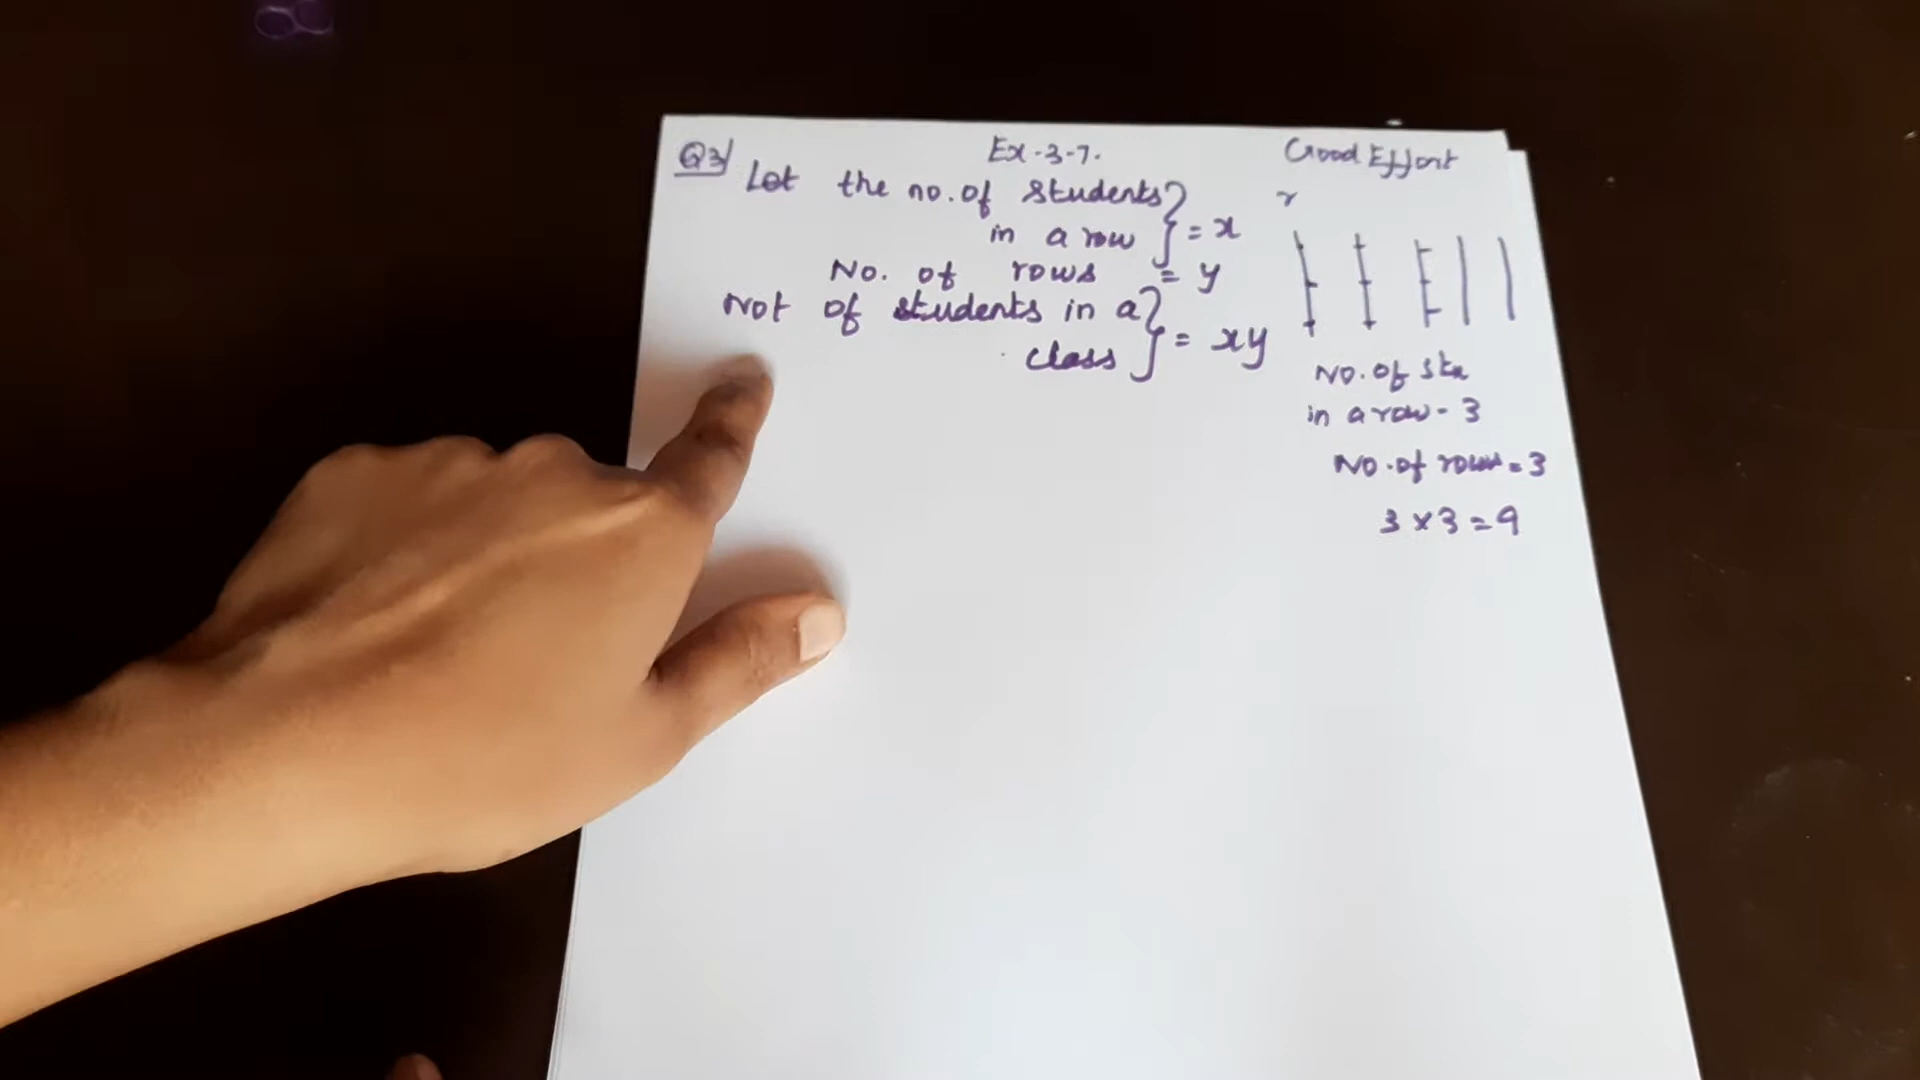 Q3/ Ex.3.7. Good Effort
Let the no. of students
in a row } = x
No. of rows = y
Not of students in a
class } = xy
No. of stu
in a row - 3
No. of rows = 3
3 x 3 = 9